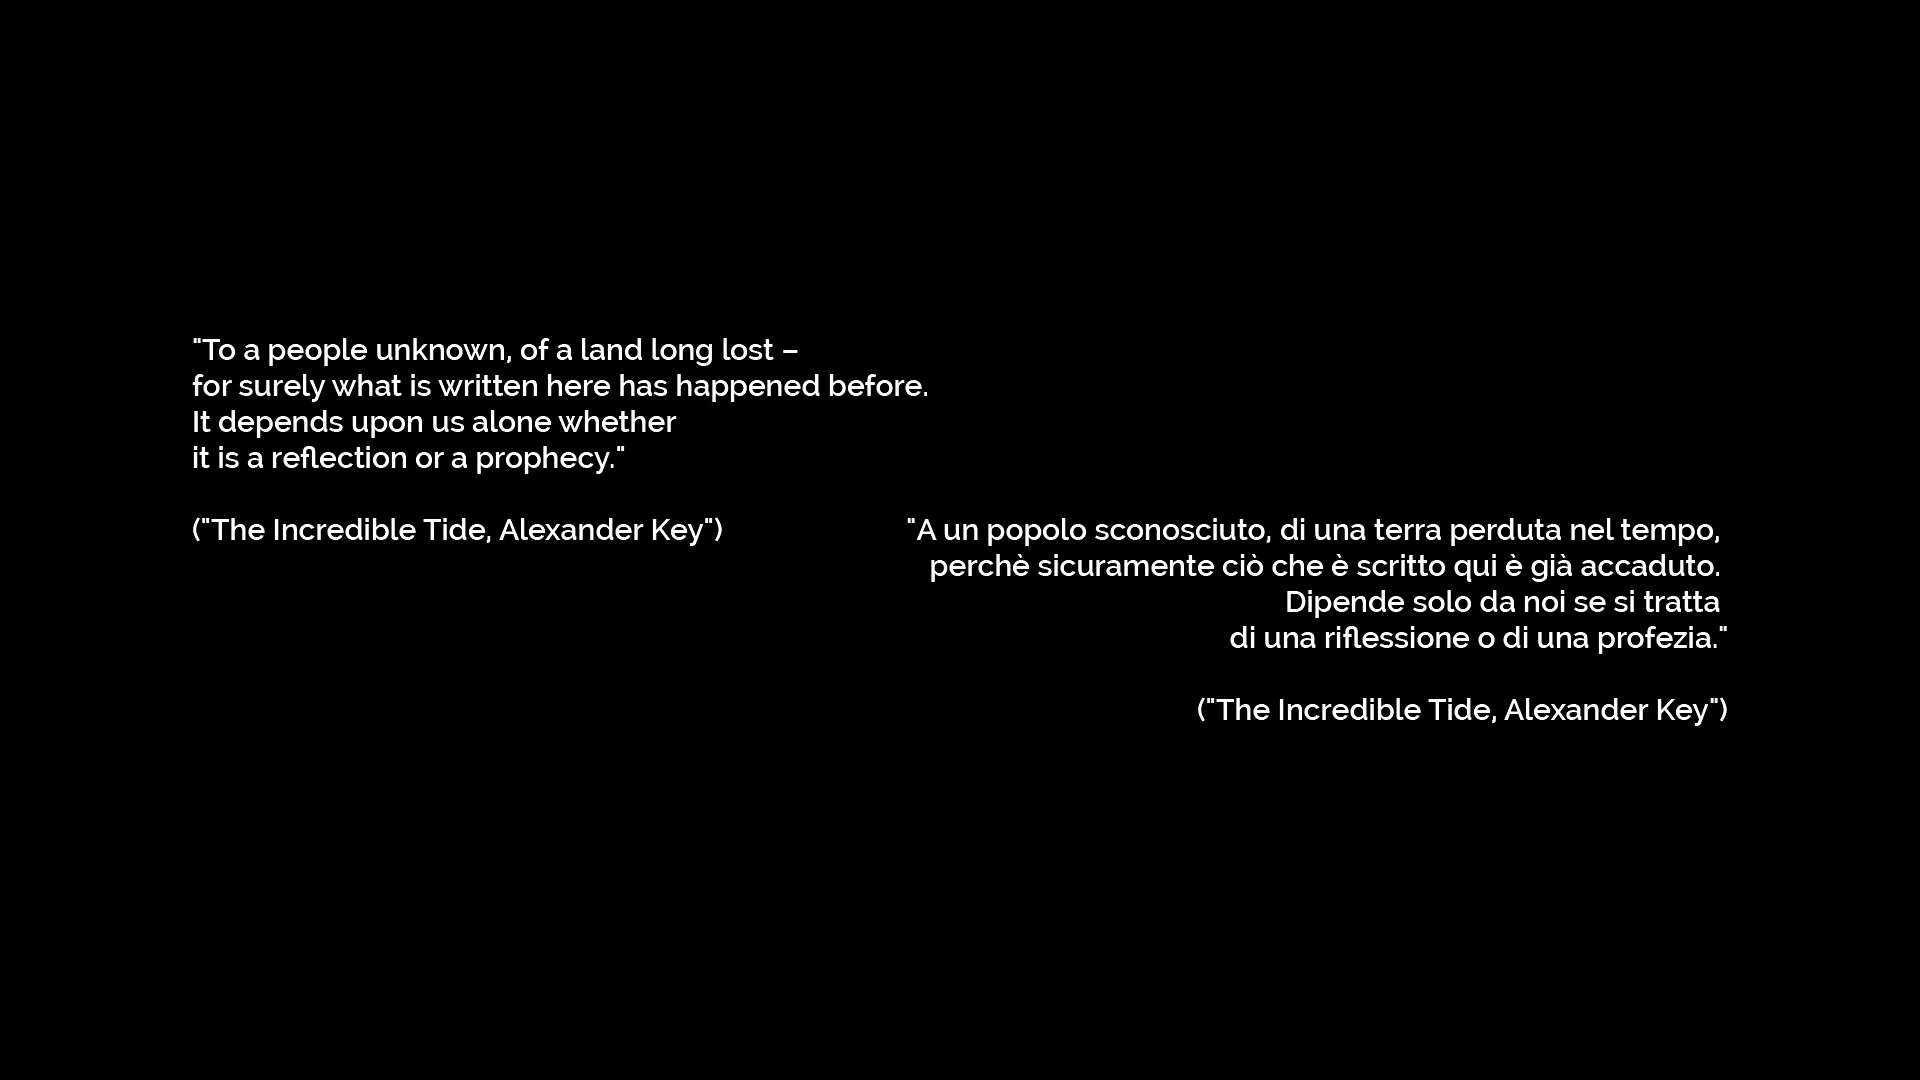 "To a people unknown, of a land long lost –
for surely what is written here has happened before.
It depends upon us alone whether
it is a reflection or a prophecy."
("The Incredible Tide, Alexander Key")
"A un popolo sconosciuto, di una terra perduta nel tempo,
perchè sicuramente ciò che è scritto qui è già accaduto.
Dipende solo da noi se si tratta
di una riflessione o di una profezia."
("The Incredible Tide, Alexander Key")